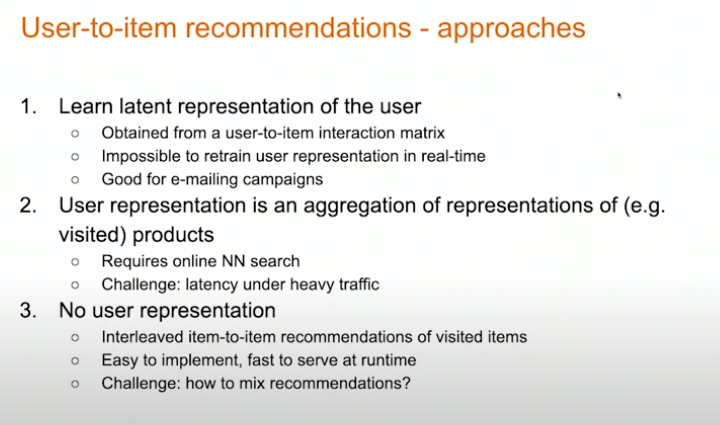 User-to-item recommendations - approaches
1. Learn latent representation of the user
○ Obtained from a user-to-item interaction matrix
○ Impossible to retrain user representation in real-time
○ Good for e-mailing campaigns
2. User representation is an aggregation of representations of (e.g.
visited) products
○ Requires online NN search
○ Challenge: latency under heavy traffic
3. No user representation
○ Interleaved item-to-item recommendations of visited items
○ Easy to implement, fast to serve at runtime
○ Challenge: how to mix recommendations?